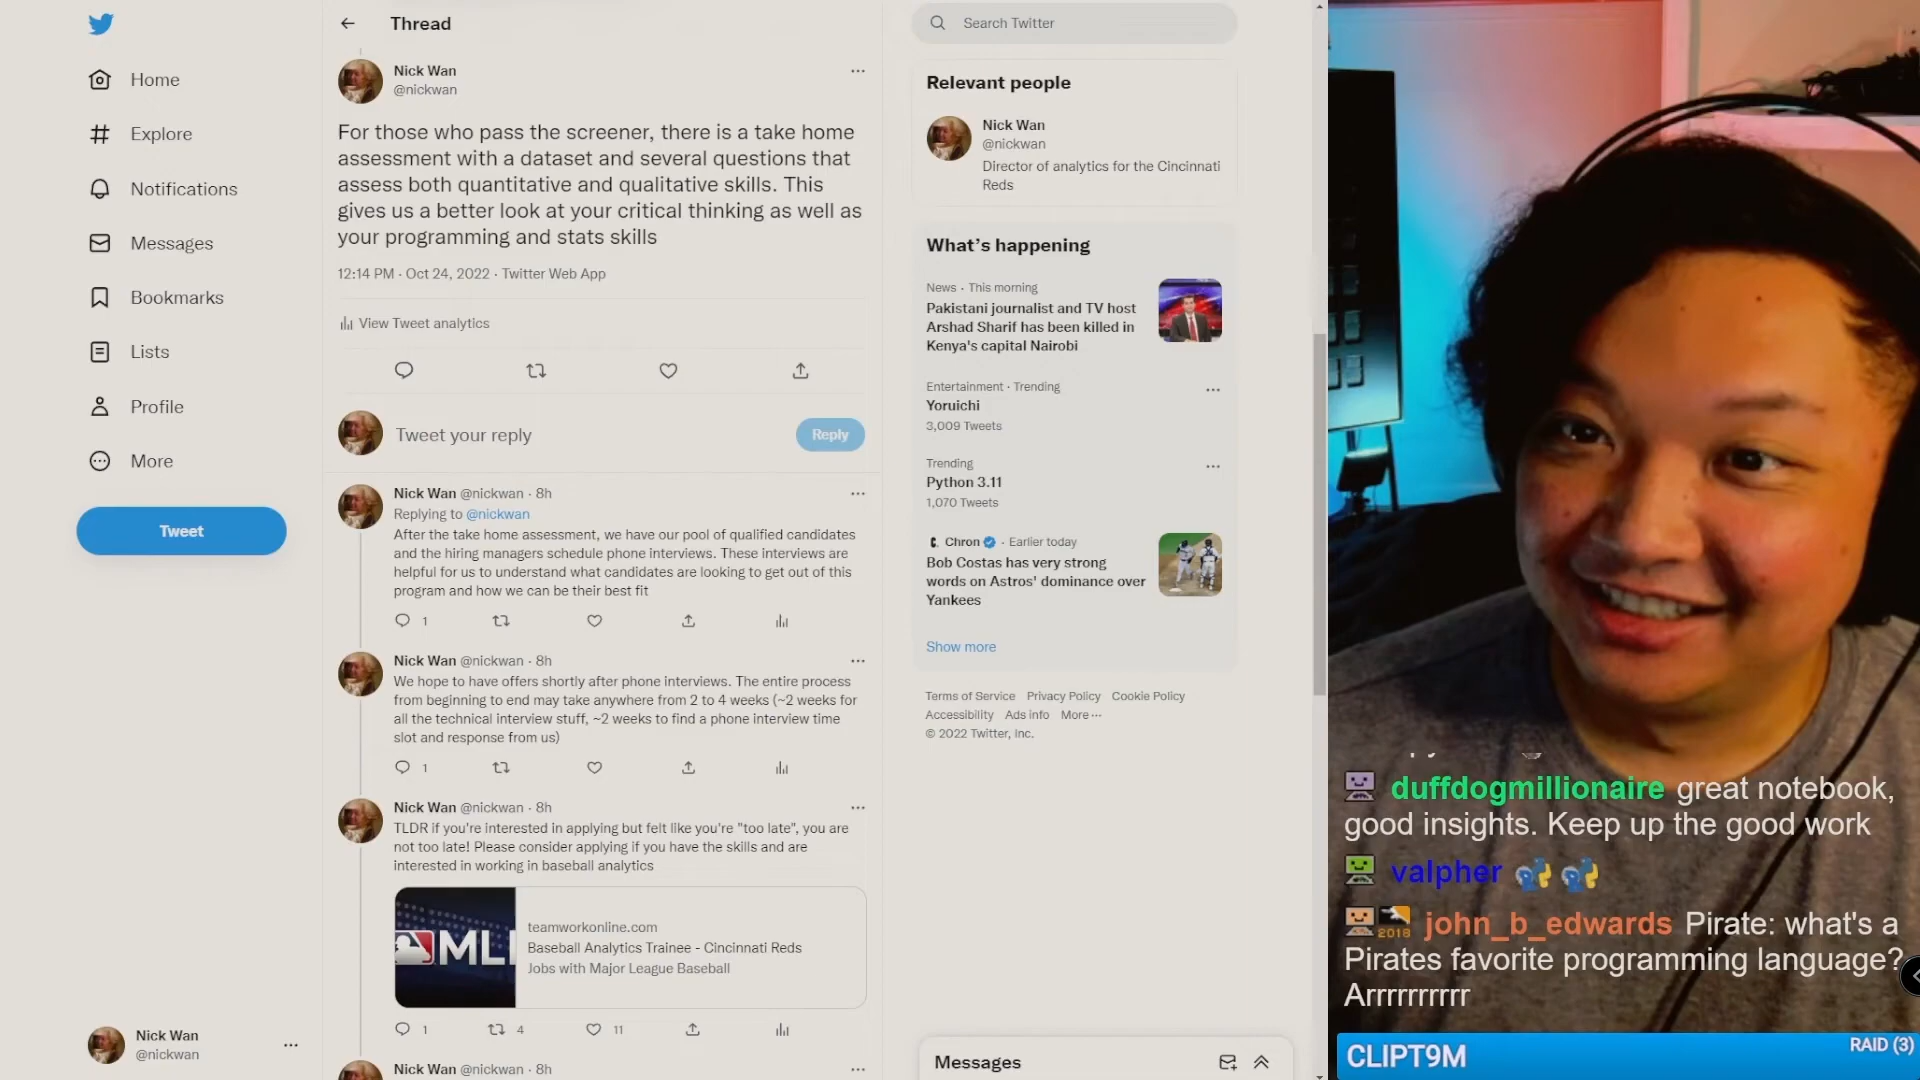 Home
Explore
Notifications
Messages
Bookmarks
Lists
Profile
More
Tweet
Nick Wan
@nickwan
Thread
Nick Wan
@nickwan
For those who pass the screener, there is a take home
assessment with a dataset and several questions that
assess both quantitative and qualitative skills. This
gives us a better look at your critical thinking as well as
your programming and stats skills
12:14 PM · Oct 24, 2022 · Twitter Web App
View Tweet analytics
Tweet your reply
Reply
Nick Wan @nickwan · 8h
Replying to @nickwan
After the take home assessment, we have our pool of qualified candidates
and the hiring managers schedule phone interviews. These interviews are
helpful for us to understand what candidates are looking to get out of this
program and how we can be their best fit
1
Nick Wan @nickwan · 8h
We hope to have offers shortly after phone interviews. The entire process
from beginning to end may take anywhere from 2 to 4 weeks (~2 weeks for
all the technical interview stuff, ~2 weeks to find a phone interview time
slot and response from us)
1
Nick Wan @nickwan · 8h
TLDR if you're interested in applying but felt like you're "too late", you are
not too late! Please consider applying if you have the skills and are
interested in working in baseball analytics
ML
teamworkonline.com
Baseball Analytics Trainee - Cincinnati Reds
Jobs with Major League Baseball
1 4 11
Nick Wan @nickwan · 8h
Search Twitter
Relevant people
Nick Wan
@nickwan
Director of analytics for the Cincinnati
Reds
What's happening
News · This morning
Pakistani journalist and TV host
Arshad Sharif has been killed in
Kenya's capital Nairobi
Entertainment · Trending
Yoruichi
3,009 Tweets
Trending
Python 3.11
1,070 Tweets
Chron · Earlier today
Bob Costas has very strong
words on Astros' dominance over
Yankees
Show more
Terms of Service Privacy Policy Cookie Policy
Accessibility Ads info More ···
© 2022 Twitter, Inc.
Messages
duffdogmillionaire great notebook,
good insights. Keep up the good work
valpher
2018 john_b_edwards Pirate: what's a
Pirates favorite programming language?
Arrrrrrrrrr
CLIPT9M
RAID (3)